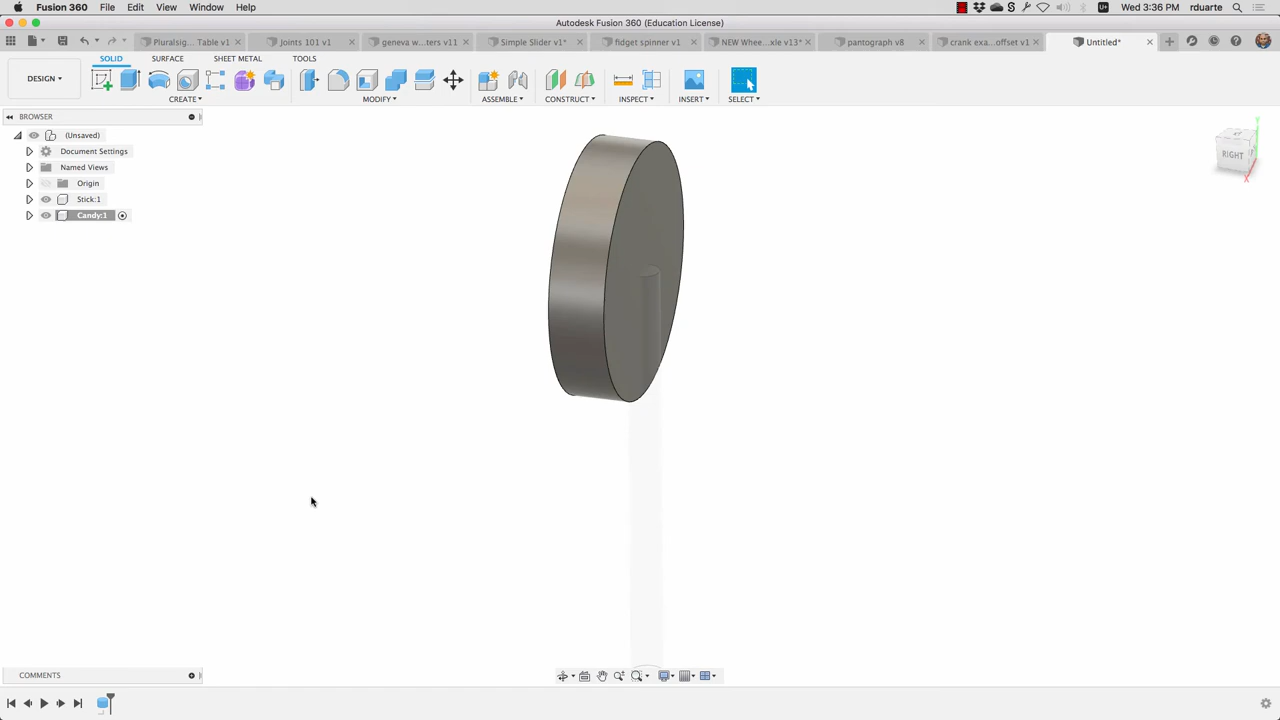 Fusion 360 File Edit View Window Help U+ Wed 3:36 PM rduarte
Autodesk Fusion 360 (Education License)
Pluralsig... Table v1 Joints 101 v1 geneva w...ters v11 Simple Slider v1* fidget spinner v1 NEW Whee...xle v13* pantograph v8 crank exa...offset v1 Untitled*
SOLID SURFACE SHEET METAL TOOLS
DESIGN
CREATE MODIFY ASSEMBLE CONSTRUCT INSPECT INSERT SELECT
BROWSER
(Unsaved)
Document Settings
Named Views
Origin
Stick:1
Candy:1
RIGHT
COMMENTS